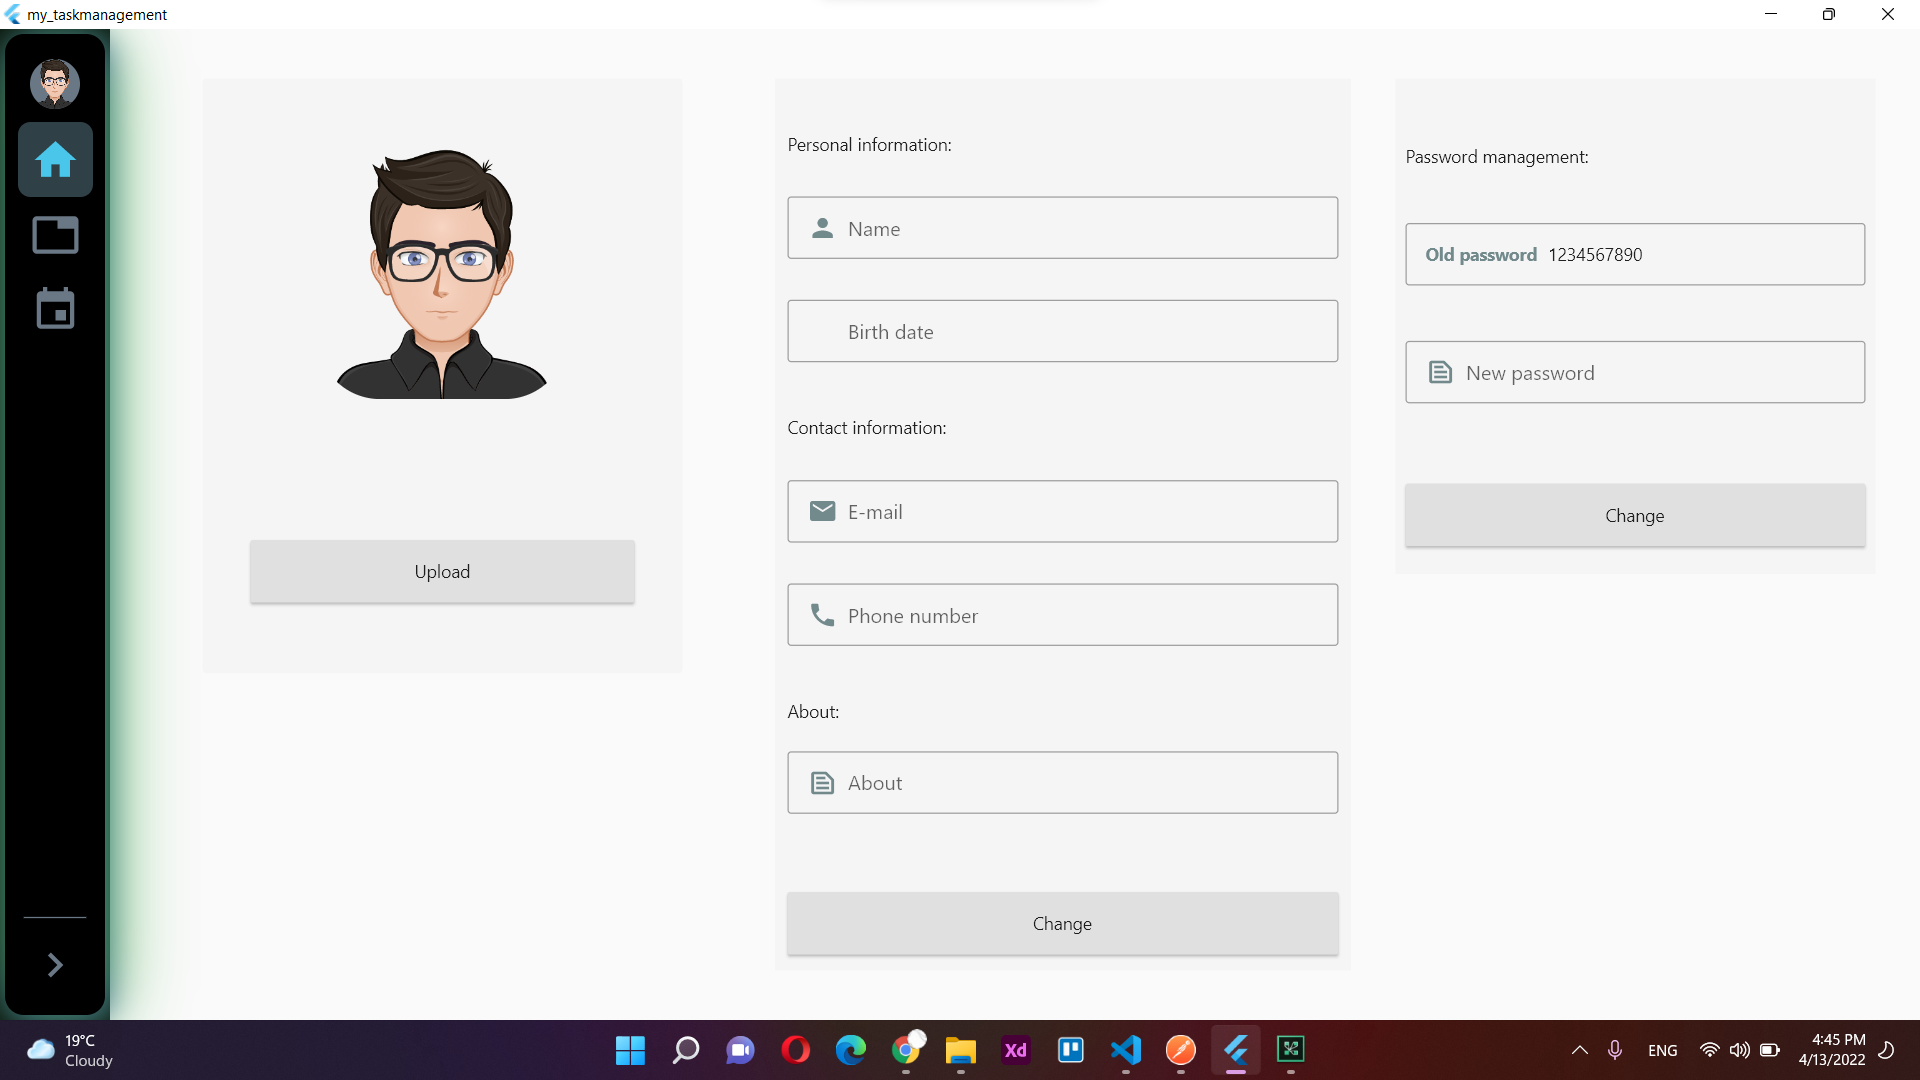 my_taskmanagement
Upload
Personal information:
Name
Birth date
Contact information:
E-mail
Phone number
About:
About
Change
Password management:
Old password 1234567890
New password
Change
19°C
Cloudy
Xd
ENG
4:45 PM
4/13/2022